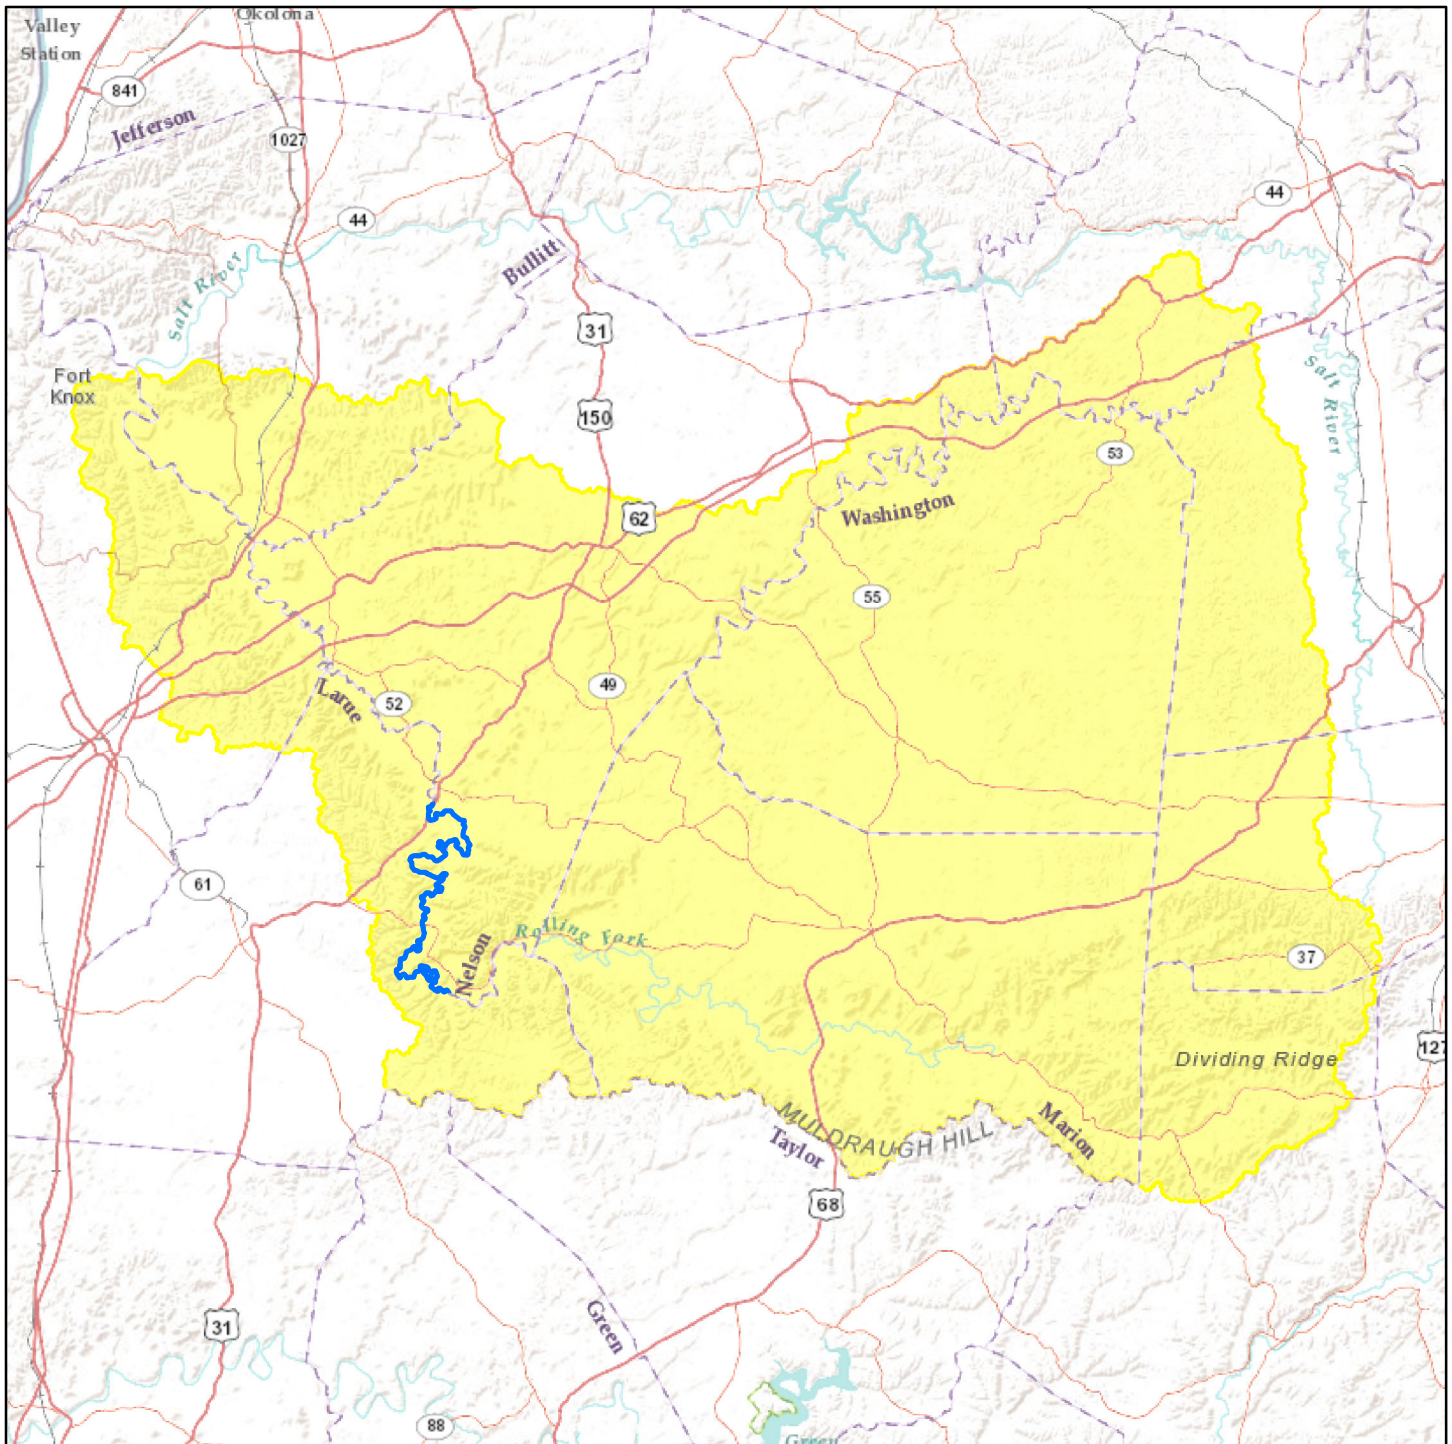 Okolona
Valley
Station
841
Jefferson
1027
44
44
Salt River
Bullitt
31
Fort
Knox
Salt River
150
53
62
Washington
55
49
Larue
52
61
Rolling Fork
Nelson
37
127
Dividing Ridge
MULDRAUGH HILL
Marion
Taylor
68
Green
31
88
Green